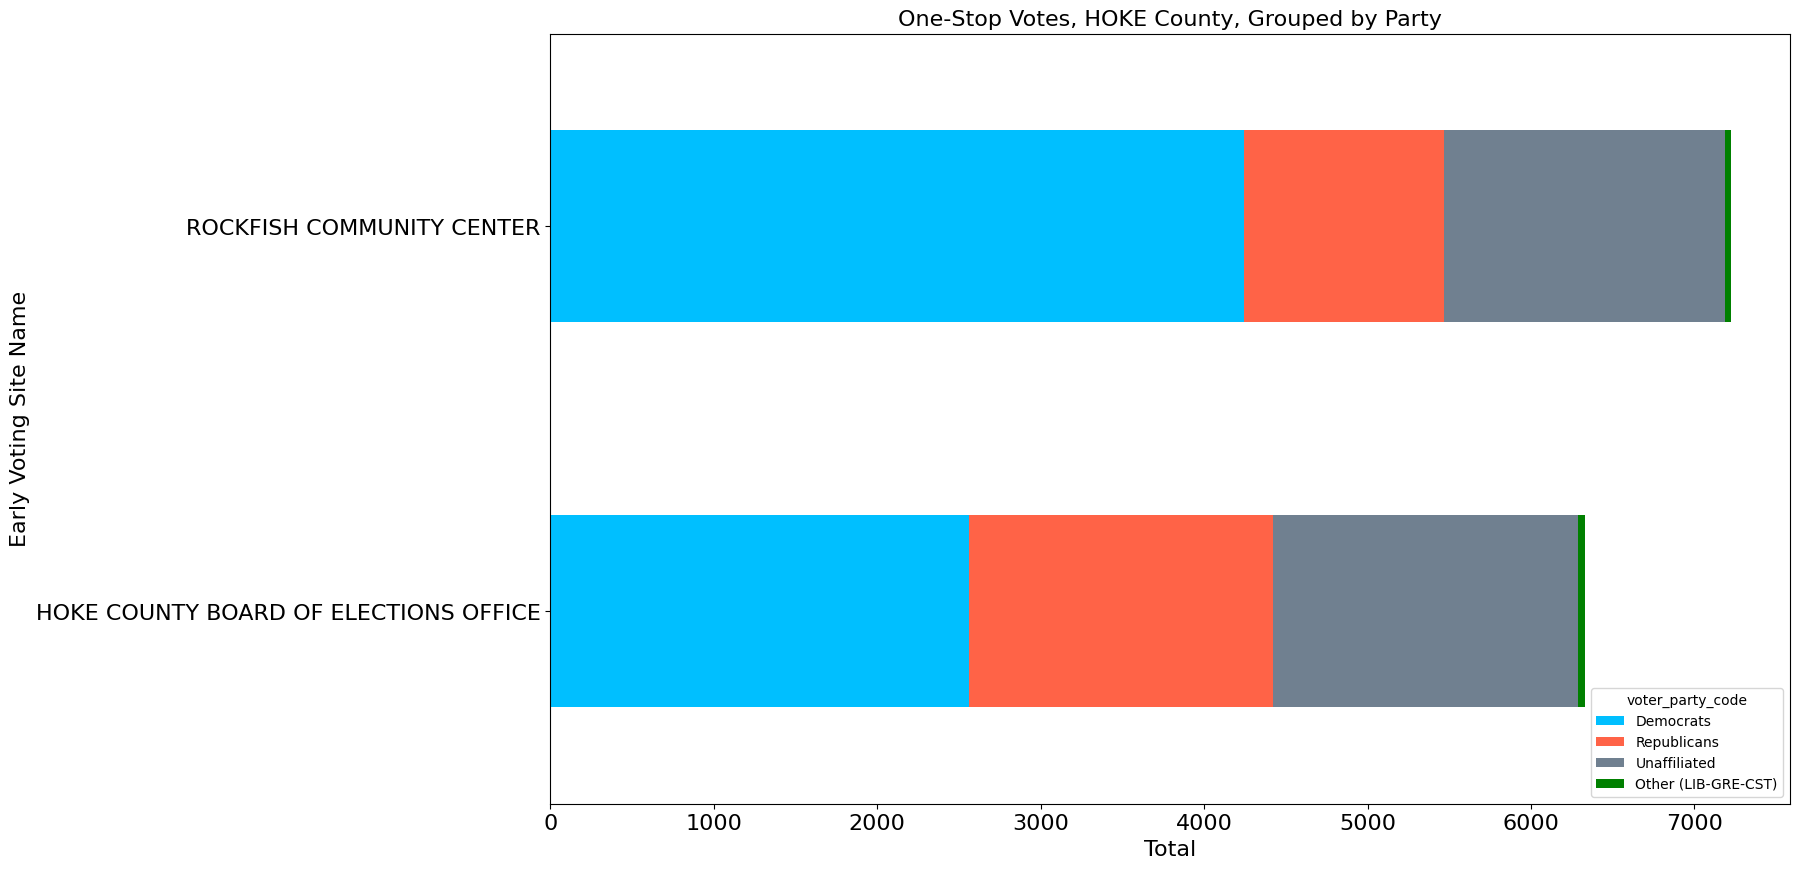 One-Stop Votes, HOKE County, Grouped by Party
Early Voting Site Name
ROCKFISH COMMUNITY CENTER
HOKE COUNTY BOARD OF ELECTIONS OFFICE
voter_party_code
Democrats
Republicans
Unaffiliated
Other (LIB-GRE-CST)
0 1000 2000 3000 4000 5000 6000 7000
Total